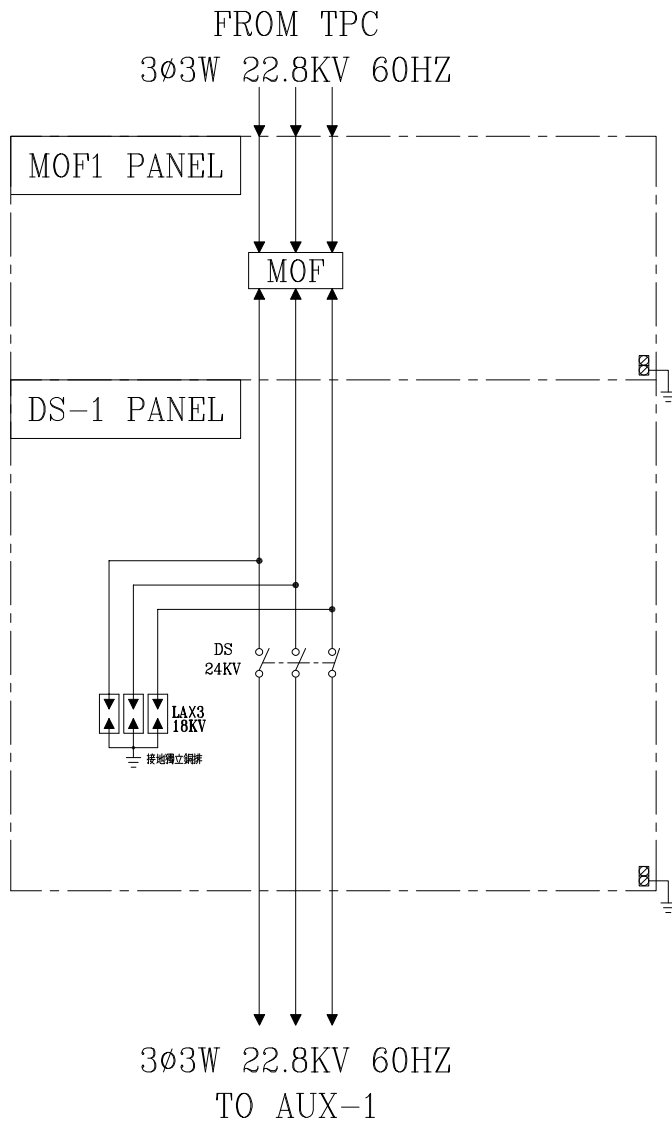 FROM TPC
3ø3W 22.8KV 60HZ
MOF1 PANEL
MOF
DS-1 PANEL
DS
24KV
LAX3
18KV
接地獨立銅排
3ø3W 22.8KV 60HZ
TO AUX-1